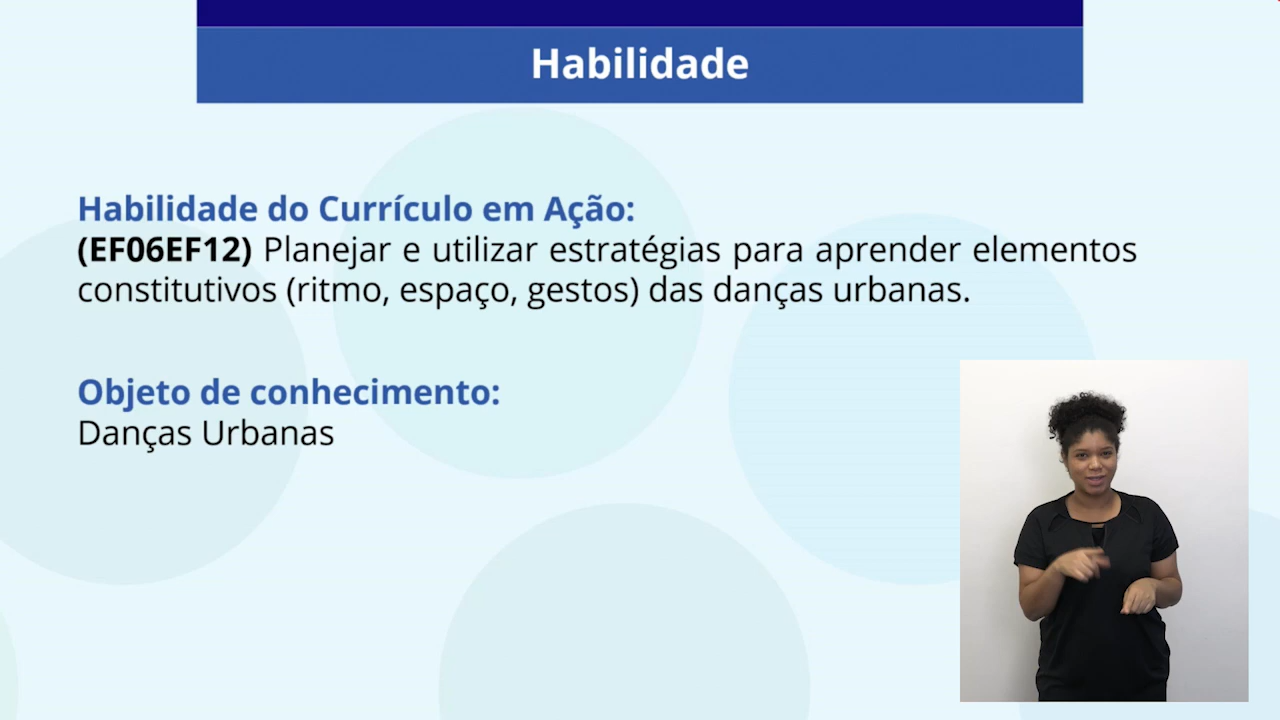 Habilidade
Habilidade do Currículo em Ação:
(EF06EF12) Planejar e utilizar estratégias para aprender elementos
constitutivos (ritmo, espaço, gestos) das danças urbanas.
Objeto de conhecimento:
Danças Urbanas